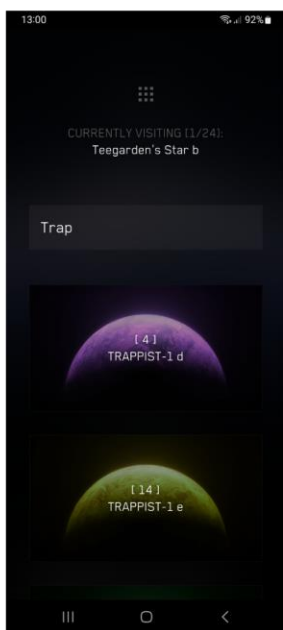 13:00 92%
CURRENTLY VISITING (1/24):
Teegarden's Star b
Trap
[ 4 ]
TRAPPIST-1 d
[ 14 ]
TRAPPIST-1 e